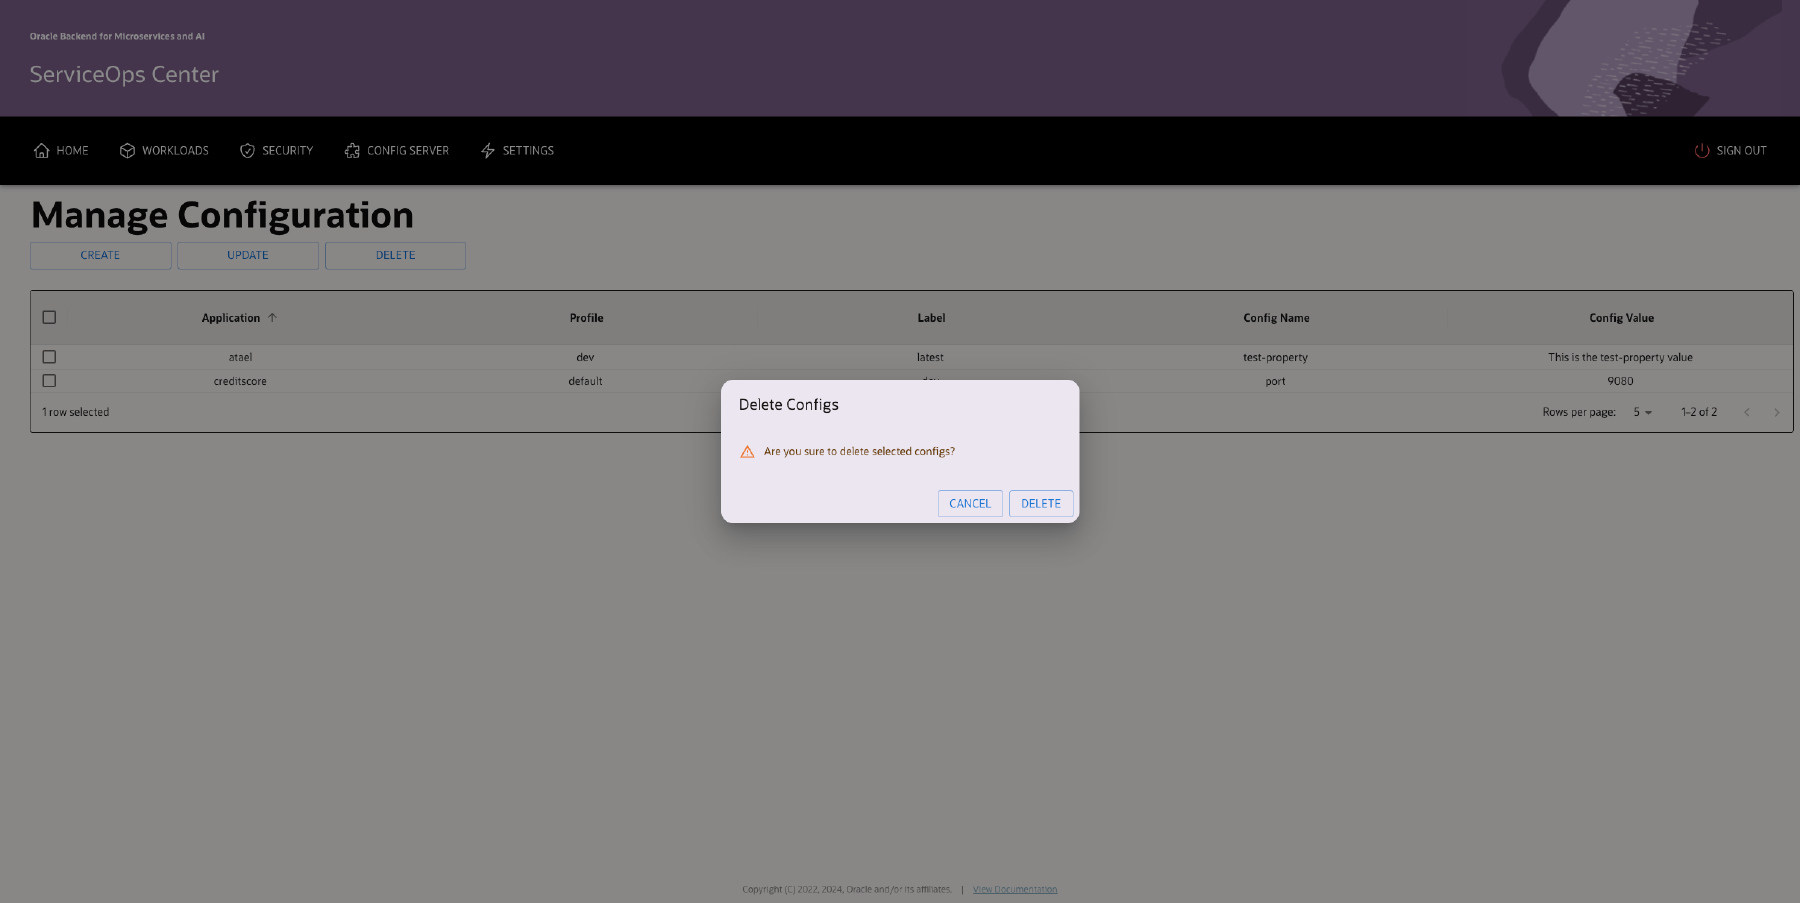 Oracle Backend for Microservices and AI
ServiceOps Center
HOME WORKLOADS SECURITY CONFIG SERVER SETTINGS SIGN OUT
Manage Configuration
CREATE UPDATE DELETE
Application Profile Label Config Name Config Value
atael dev latest test-property This is the test-property value
creditscore default port 9080
1 row selected Rows per page: 5 1–2 of 2
Delete Configs
Are you sure to delete selected configs?
CANCEL DELETE
Copyright (C) 2022, 2024, Oracle and/or its affiliates. | View Documentation